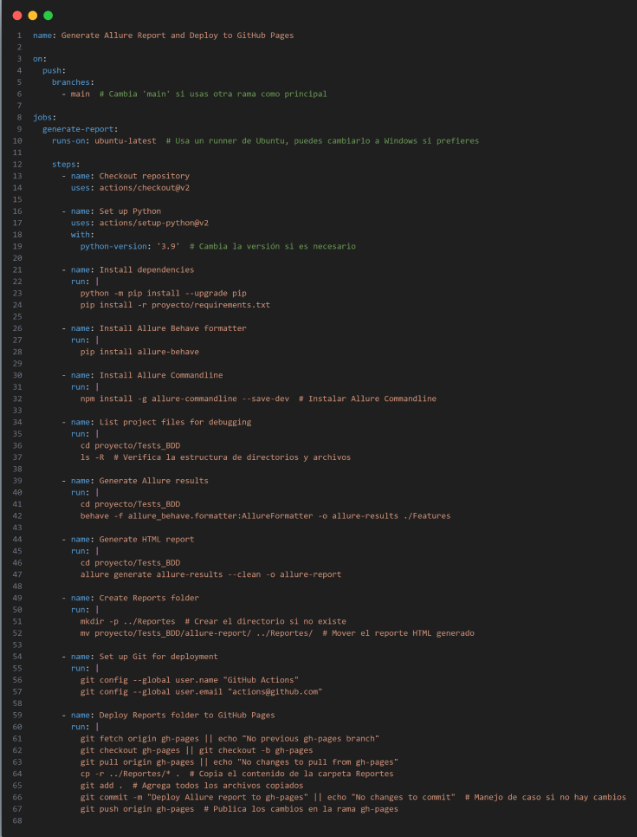 1 name: Generate Allure Report and Deploy to GitHub Pages
2
3 on:
4   push:
5     branches:
6       - main  # Cambia 'main' si usas otra rama como principal
7
8 jobs:
9   generate-report:
10     runs-on: ubuntu-latest  # Usa un runner de Ubuntu, puedes cambiarlo a Windows si prefieres
11
12     steps:
13       - name: Checkout repository
14         uses: actions/checkout@v2
15
16       - name: Set up Python
17         uses: actions/setup-python@v2
18         with:
19           python-version: '3.9'  # Cambia la versión si es necesario
20
21       - name: Install dependencies
22         run: |
23           python -m pip install --upgrade pip
24           pip install -r proyecto/requirements.txt
25
26       - name: Install Allure Behave formatter
27         run: |
28           pip install allure-behave
29
30       - name: Install Allure Commandline
31         run: |
32           npm install -g allure-commandline --save-dev  # Instalar Allure Commandline
33
34       - name: List project files for debugging
35         run: |
36           cd proyecto/Tests_BDD
37           ls -R  # Verifica la estructura de directorios y archivos
38
39       - name: Generate Allure results
40         run: |
41           cd proyecto/Tests_BDD
42           behave -f allure_behave.formatter:AllureFormatter -o allure-results ./Features
43
44       - name: Generate HTML report
45         run: |
46           cd proyecto/Tests_BDD
47           allure generate allure-results --clean -o allure-report
48
49       - name: Create Reports folder
50         run: |
51           mkdir -p ../Reportes  # Crear el directorio si no existe
52           mv proyecto/Tests_BDD/allure-report/ ../Reportes/  # Mover el reporte HTML generado
53
54       - name: Set up Git for deployment
55         run: |
56           git config --global user.name "GitHub Actions"
57           git config --global user.email "actions@github.com"
58
59       - name: Deploy Reports folder to GitHub Pages
60         run: |
61           git fetch origin gh-pages || echo "No previous gh-pages branch"
62           git checkout gh-pages || git checkout -b gh-pages
63           git pull origin gh-pages || echo "No changes to pull from gh-pages"
64           cp -r ../Reportes/* .  # Copia el contenido de la carpeta Reportes
65           git add .  # Agrega todos los archivos copiados
66           git commit -m "Deploy Allure report to gh-pages" || echo "No changes to commit"  # Manejo de caso si no hay cambios
67           git push origin gh-pages  # Publica los cambios en la rama gh-pages
68